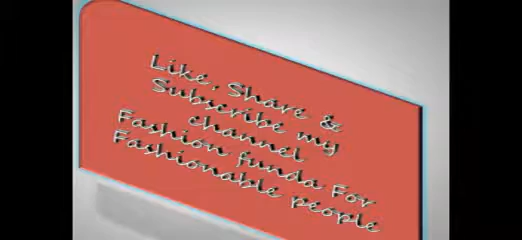 Like, Share &
Subscribe my
channel
Fashion funda For
Fashionable people